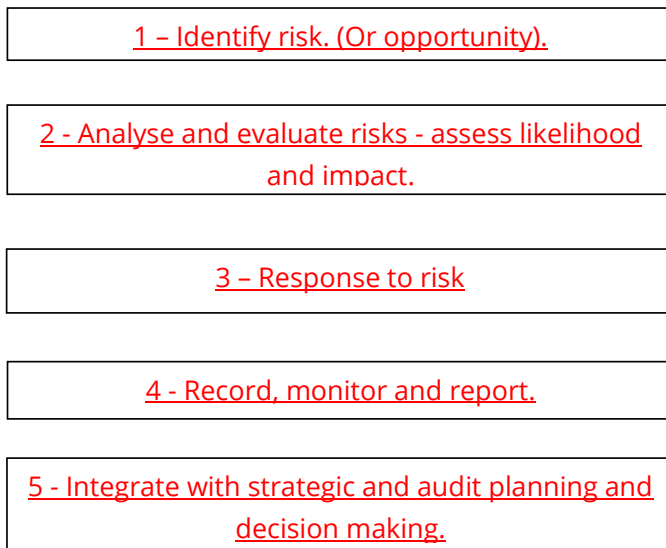 1 – Identify risk. (Or opportunity).
2 - Analyse and evaluate risks - assess likelihood
and impact.
3 – Response to risk
4 - Record, monitor and report.
5 - Integrate with strategic and audit planning and
decision making.